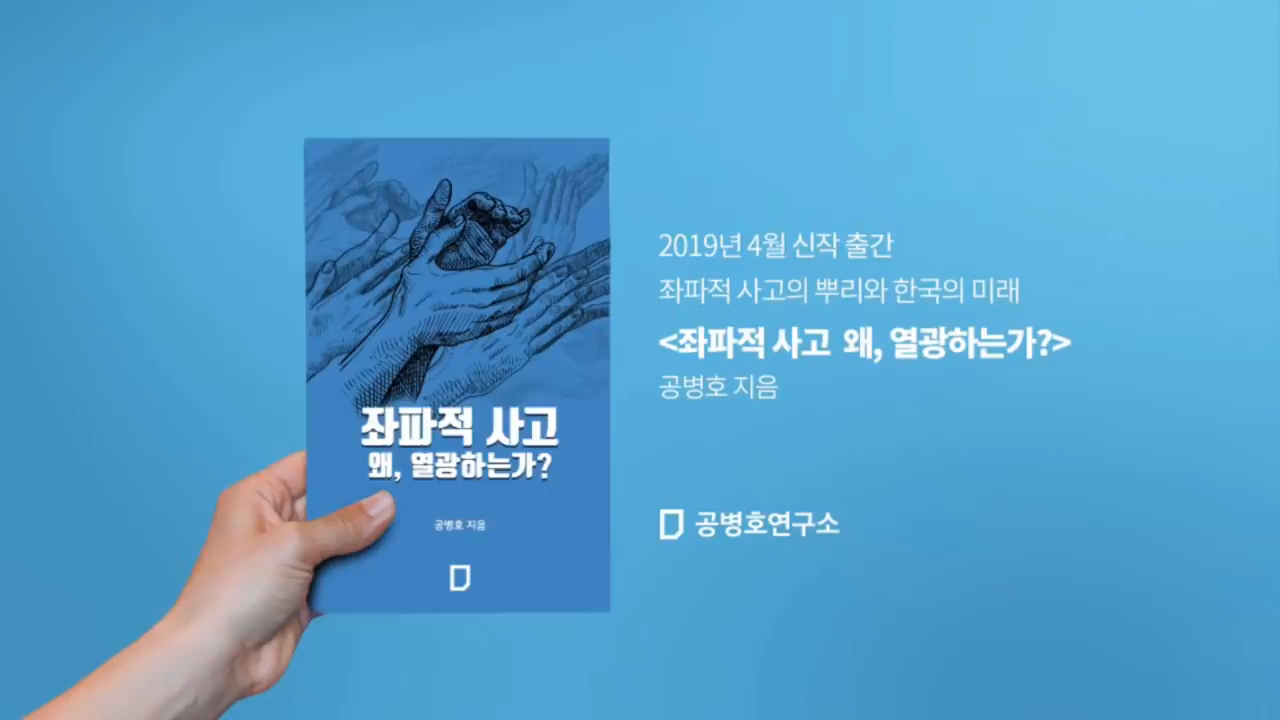 좌파적 사고
왜, 열광하는가?
공병호 지음
2019년 4월 신작 출간
좌파적 사고의 뿌리와 한국의 미래
<좌파적 사고 왜, 열광하는가?>
공병호 지음
공병호연구소